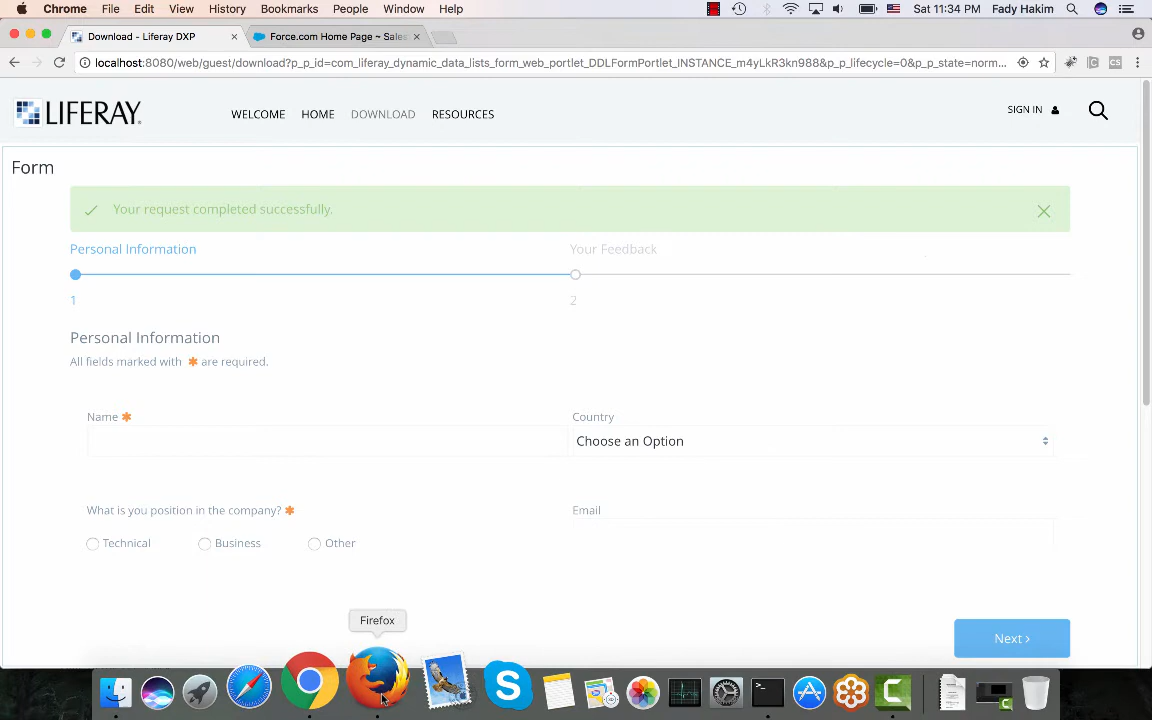 Chrome File Edit View History Bookmarks People Window Help Sat 11:34 PM Fady Hakim
Download - Liferay DXP Force.com Home Page ~ Sales
localhost:8080/web/guest/download?p_p_id=com_liferay_dynamic_data_lists_form_web_portlet_DDLFormPortlet_INSTANCE_m4yLkR3kn988&p_p_lifecycle=0&p_p_state=norm...
LIFERAY WELCOME HOME DOWNLOAD RESOURCES SIGN IN
Form
Your request completed successfully.
Personal Information Your Feedback
1 2
Personal Information
All fields marked with * are required.
Name * Country
Choose an Option
What is you position in the company? * Email
Technical Business Other
Firefox
Next >